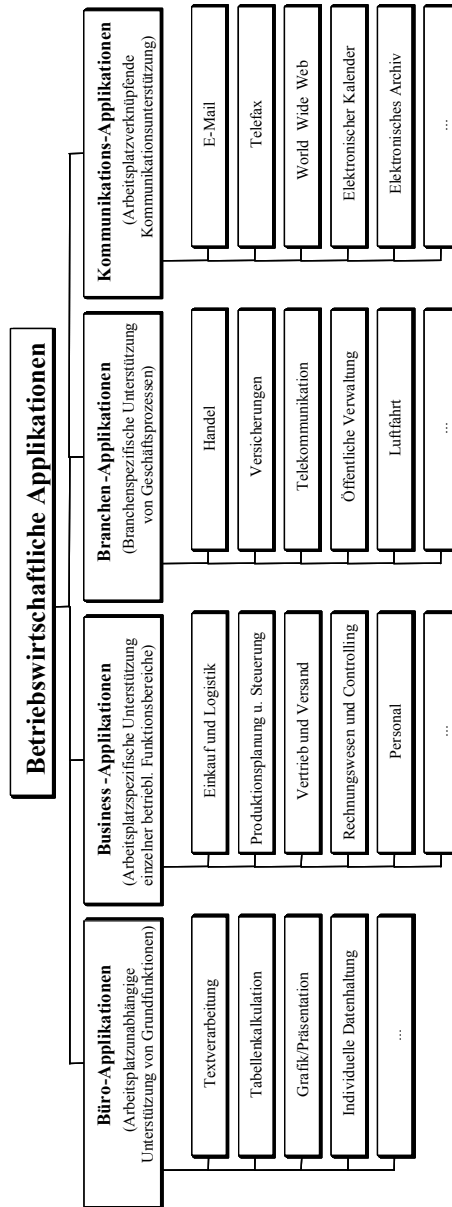 Betriebswirtschaftliche Applikationen
Büro-Applikationen
(Arbeitsplatzunabhängige
Unterstützung von Grundfunktionen)
Textverarbeitung
Tabellenkalkulation
Grafik/Präsentation
Individuelle Datenhaltung
...
Business -Applikationen
(Arbeitsplatzspezifische Unterstützung
einzelner betriebl. Funktionsbereiche)
Einkauf und Logistik
Produktionsplanung u. Steuerung
Vertrieb und Versand
Rechnungswesen und Controlling
Personal
...
Branchen -Applikationen
(Branchenspezifische Unterstützung
von Geschäftsprozessen)
Handel
Versicherungen
Telekommunikation
Öffentliche Verwaltung
Luftfahrt
...
Kommunikations-Applikationen
(Arbeitsplatzverknüpfende
Kommunikationsunterstützung)
E-Mail
Telefax
World Wide Web
Elektronischer Kalender
Elektronisches Archiv
...